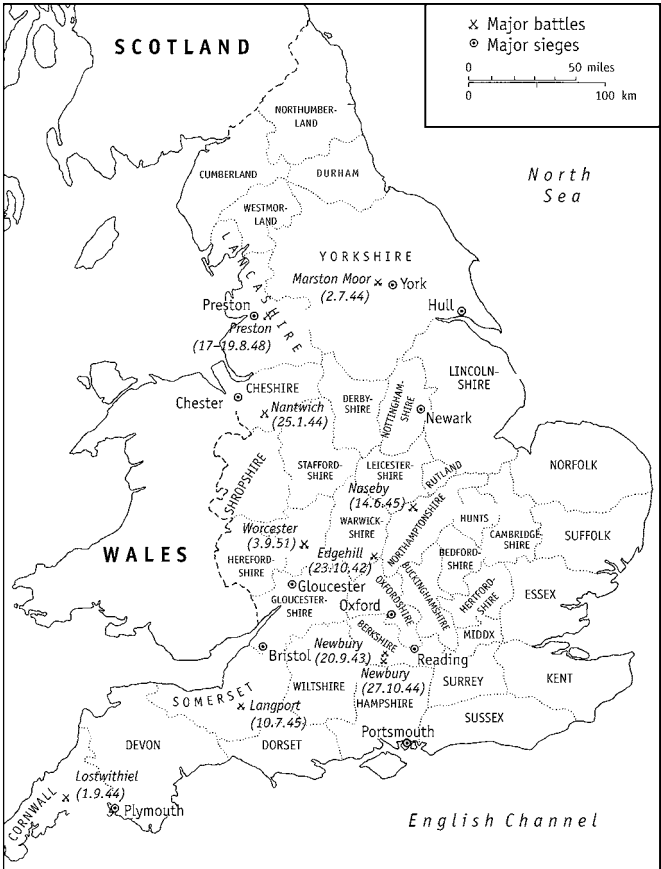 SCOTLAND
Major battles
Major sieges
0 50 miles
0 100 km
NORTHUMBER-
LAND
CUMBERLAND
DURHAM
North
Sea
WESTMOR-
LAND
LANCASHIRE
YORKSHIRE
Marston Moor
(2.7.44)
York
Preston
Preston
(17–19.8.48)
Hull
LINCOLN-
SHIRE
CHESHIRE
Chester
Nantwich
(25.1.44)
DERBY-
SHIRE
NOTTINGHAM-
SHIRE
Newark
SHROPSHIRE
STAFFORD-
SHIRE
LEICESTER-
SHIRE
RUTLAND
NORFOLK
Naseby
(14.6.45)
NORTHAMPTONSHIRE
HUNTS
CAMBRIDGE-
SHIRE
SUFFOLK
WALES
Worcester
(3.9.51)
WARWICK-
SHIRE
Edgehill
(23.10.42)
BEDFORD-
SHIRE
HEREFORD-
SHIRE
Gloucester
GLOUCESTER-
SHIRE
Oxford
OXFORDSHIRE
BUCKINGHAMSHIRE
HERTFORD-
SHIRE
ESSEX
MIDDX
BERKSHIRE
Bristol
Newbury
(20.9.43)
Reading
Newbury
(27.10.44)
WILTSHIRE
HAMPSHIRE
SURREY
KENT
SOMERSET
Langport
(10.7.45)
SUSSEX
Portsmouth
DEVON
DORSET
Lostwithiel
(1.9.44)
CORNWALL
Plymouth
English Channel